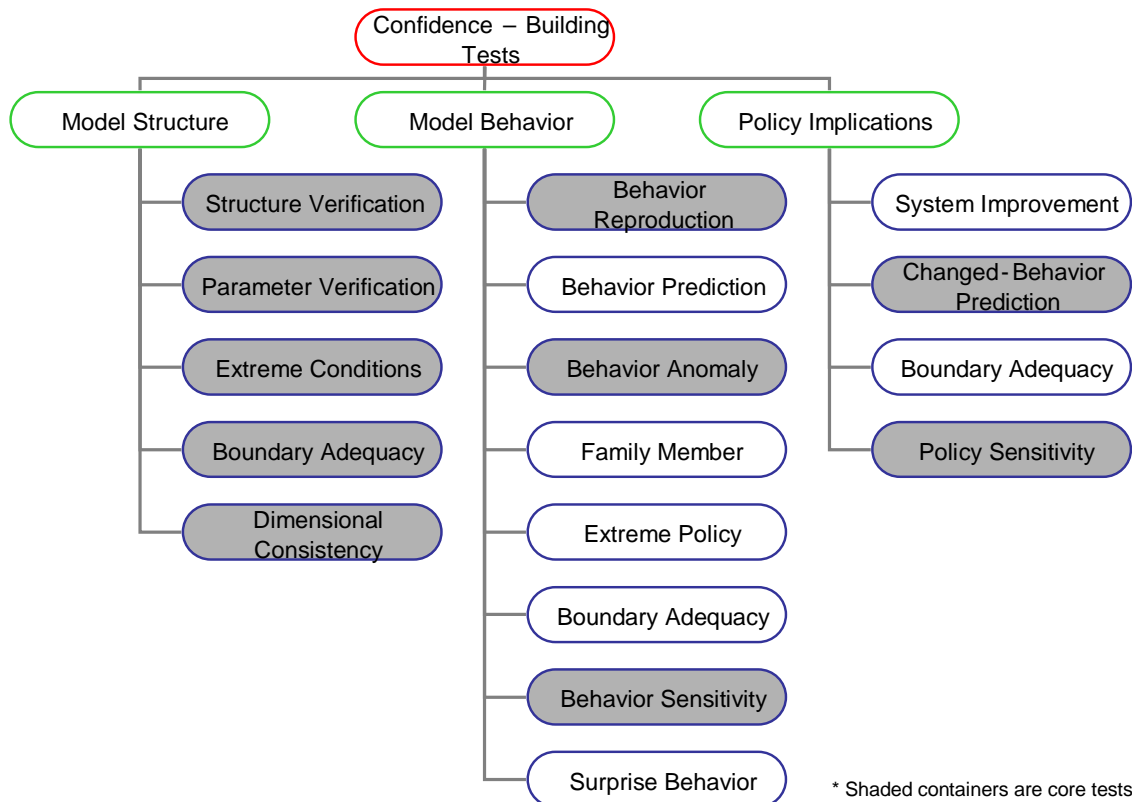 Confidence – Building
Tests
Model Structure
Model Behavior
Policy Implications
Structure Verification
Parameter Verification
Extreme Conditions
Boundary Adequacy
Dimensional
Consistency
Behavior
Reproduction
Behavior Prediction
Behavior Anomaly
Family Member
Extreme Policy
Boundary Adequacy
Behavior Sensitivity
Surprise Behavior
System Improvement
Changed-Behavior
Prediction
Boundary Adequacy
Policy Sensitivity
* Shaded containers are core tests